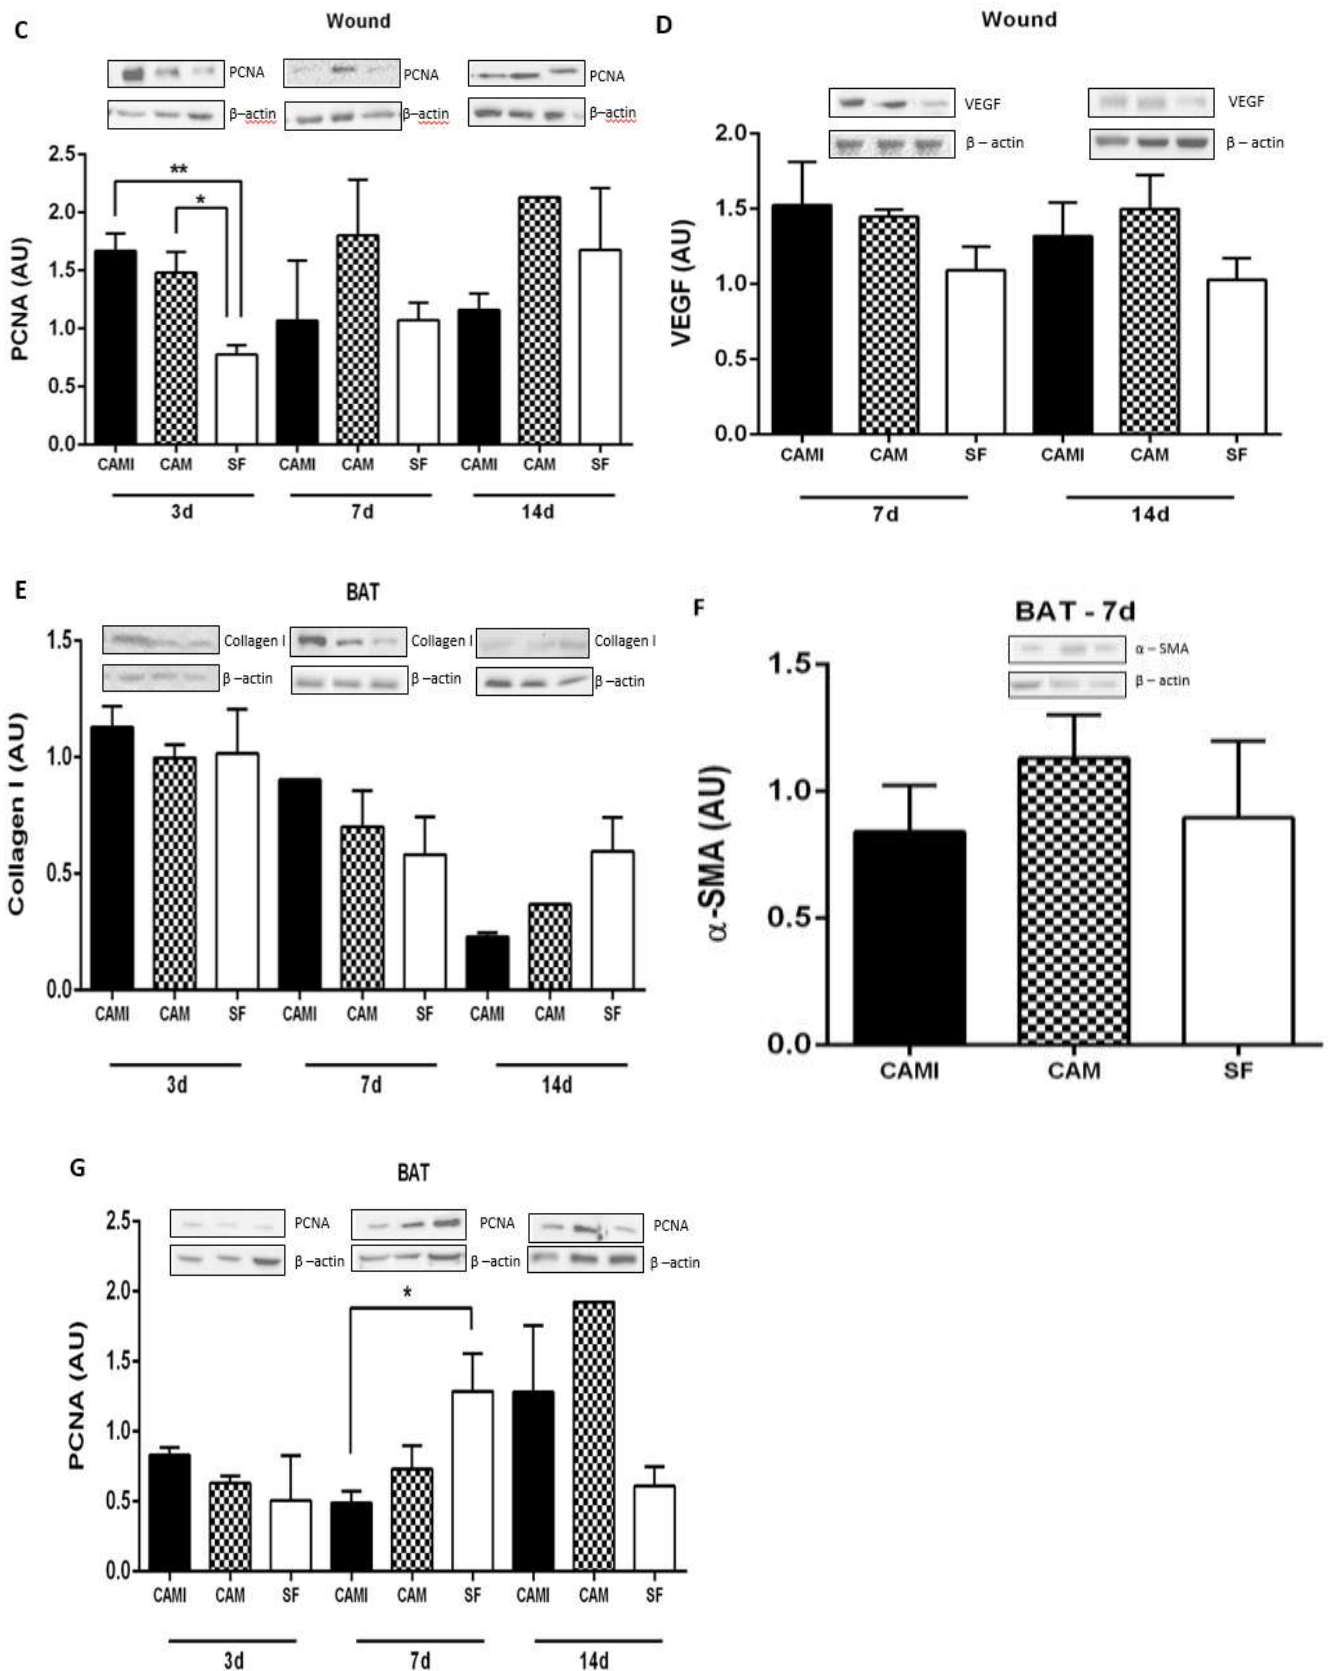 C
Wound
PCNA
PCNA
PCNA
β–actin
β–actin
β–actin
PCNA (AU)
2.5
2.0
1.5
1.0
0.5
0.0
**
*
CAMI CAM SF CAMI CAM SF CAMI CAM SF
3d 7d 14d
D
Wound
VEGF
VEGF
β – actin
β – actin
VEGF (AU)
2.0
1.5
1.0
0.5
0.0
CAMI CAM SF CAMI CAM SF
7d 14d
E
BAT
Collagen I
Collagen I
Collagen I
β –actin
β –actin
β –actin
Collagen I (AU)
1.5
1.0
0.5
0.0
CAMI CAM SF CAMI CAM SF CAMI CAM SF
3d 7d 14d
F
BAT - 7d
α – SMA
β – actin
α-SMA (AU)
1.5
1.0
0.5
0.0
CAMI CAM SF
G
BAT
PCNA
PCNA
PCNA
β –actin
β –actin
β –actin
PCNA (AU)
2.5
2.0
1.5
1.0
0.5
0.0
*
CAMI CAM SF CAMI CAM SF CAMI CAM SF
3d 7d 14d